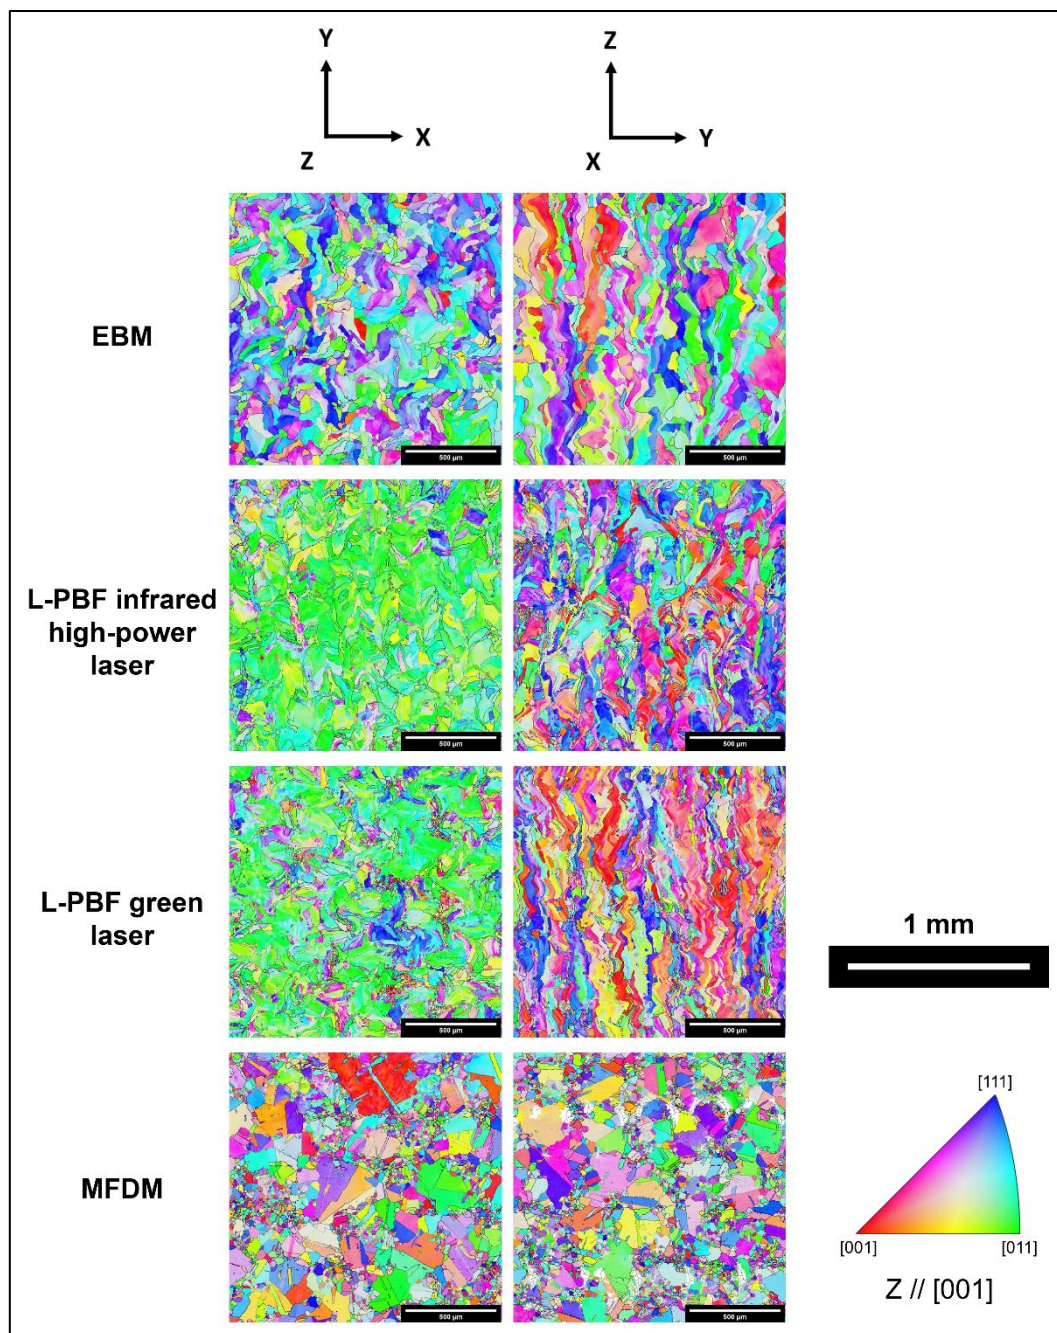 Y
Z
X
Y
Z
X
EBM
500 µm
500 µm
L-PBF infrared
high-power
laser
500 µm
500 µm
L-PBF green
laser
500 µm
500 µm
1 mm
MFDM
500 µm
500 µm
[111]
[001]
[011]
Z // [001]